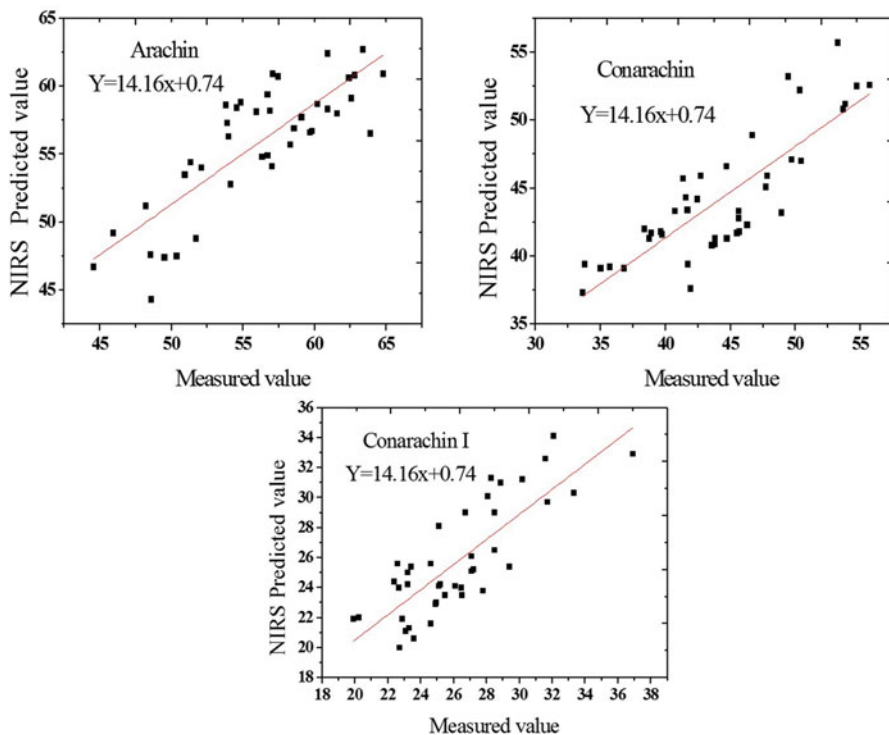 Arachin
Y=14.16x+0.74
NIRS Predicted value
65
60
55
50
45
45 50 55 60 65
Measured value
Conarachin
Y=14.16x+0.74
NIRS Predicted value
55
50
45
40
35
30 35 40 45 50 55
Measured value
Conarachin I
Y=14.16x+0.74
NIRS Predicted value
36
34
32
30
28
26
24
22
20
18
18 20 22 24 26 28 30 32 34 36 38
Measured value